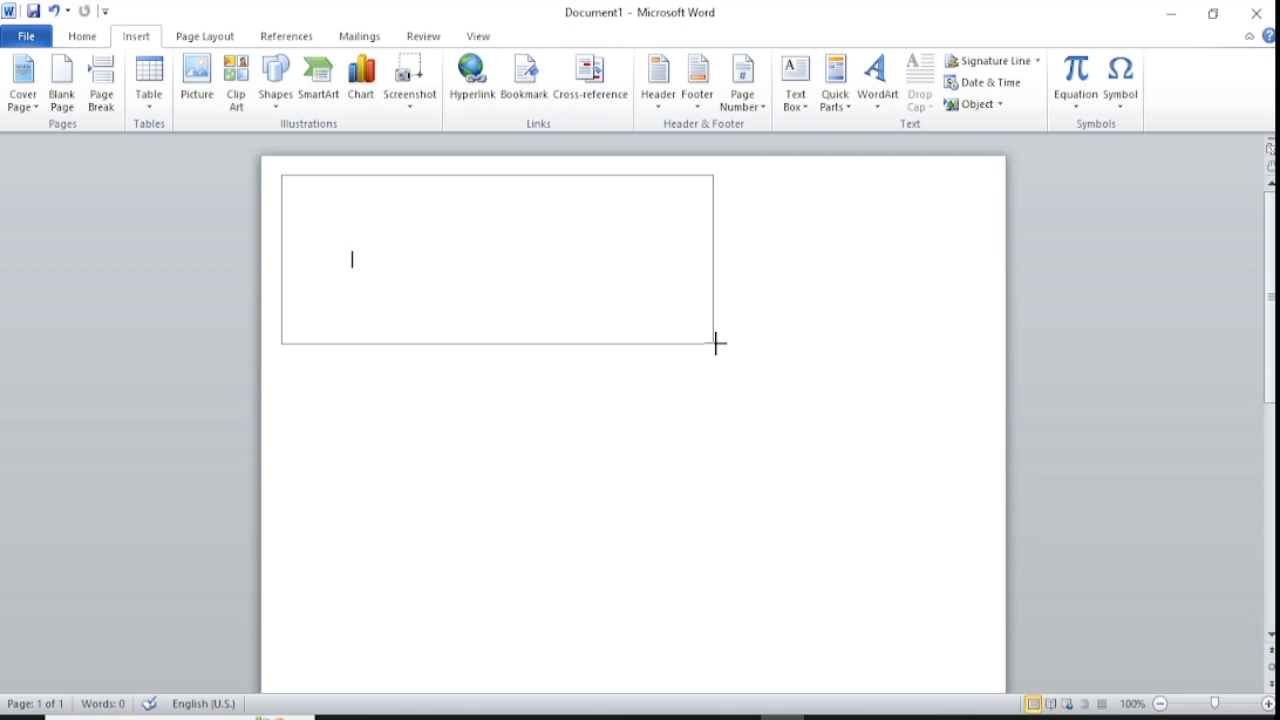 Document1 - Microsoft Word
File Home Insert Page Layout References Mailings Review View
Cover Page Blank Page Page Break
Table
Picture Clip Art Shapes SmartArt Chart Screenshot
Hyperlink Bookmark Cross-reference
Header Footer Page Number
Text Box Quick Parts WordArt Drop Cap
Signature Line
Date & Time
Object
Equation Symbol
Pages Tables Illustrations Links Header & Footer Text Symbols
Page: 1 of 1 Words: 0 English (U.S.) 100%